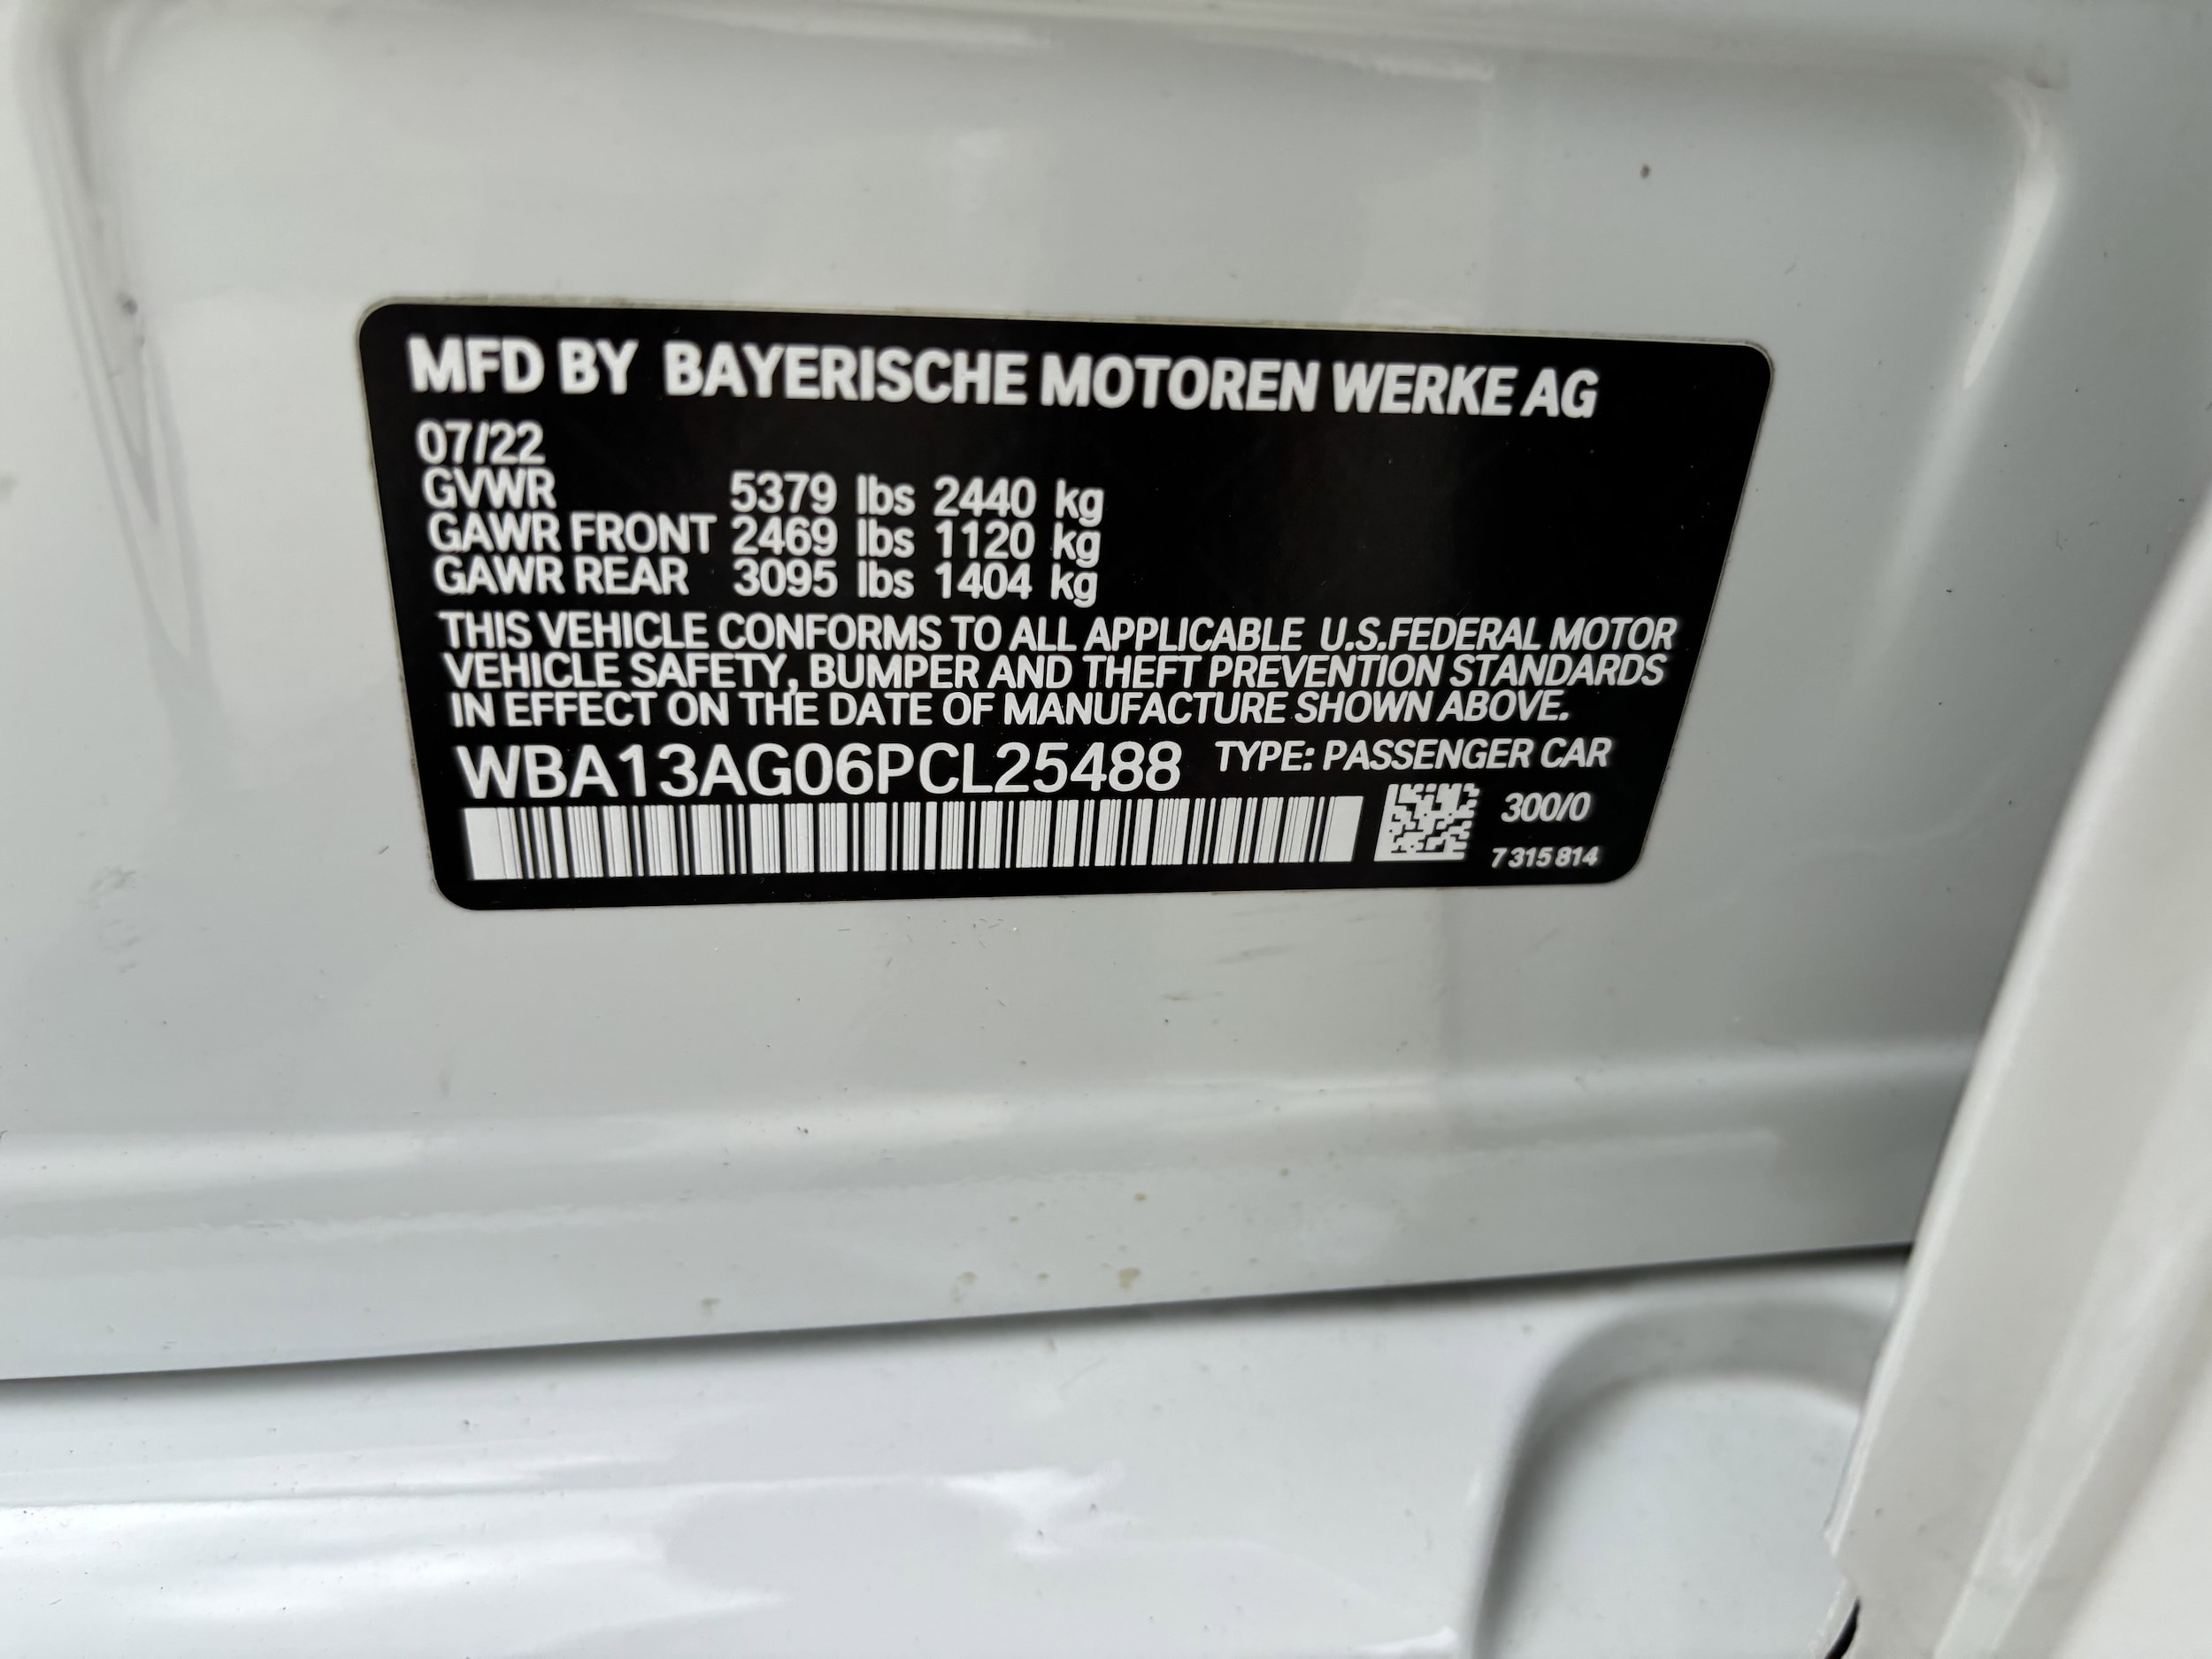 MFD BY BAYERISCHE MOTOREN WERKE AG
07/22
GVWR 5379 lbs 2440 kg
GAWR FRONT 2469 lbs 1120 kg
GAWR REAR 3095 lbs 1404 kg
THIS VEHICLE CONFORMS TO ALL APPLICABLE U.S.FEDERAL MOTOR
VEHICLE SAFETY, BUMPER AND THEFT PREVENTION STANDARDS
IN EFFECT ON THE DATE OF MANUFACTURE SHOWN ABOVE.
WBA13AG06PCL25488 TYPE: PASSENGER CAR
300/0
7 315 814